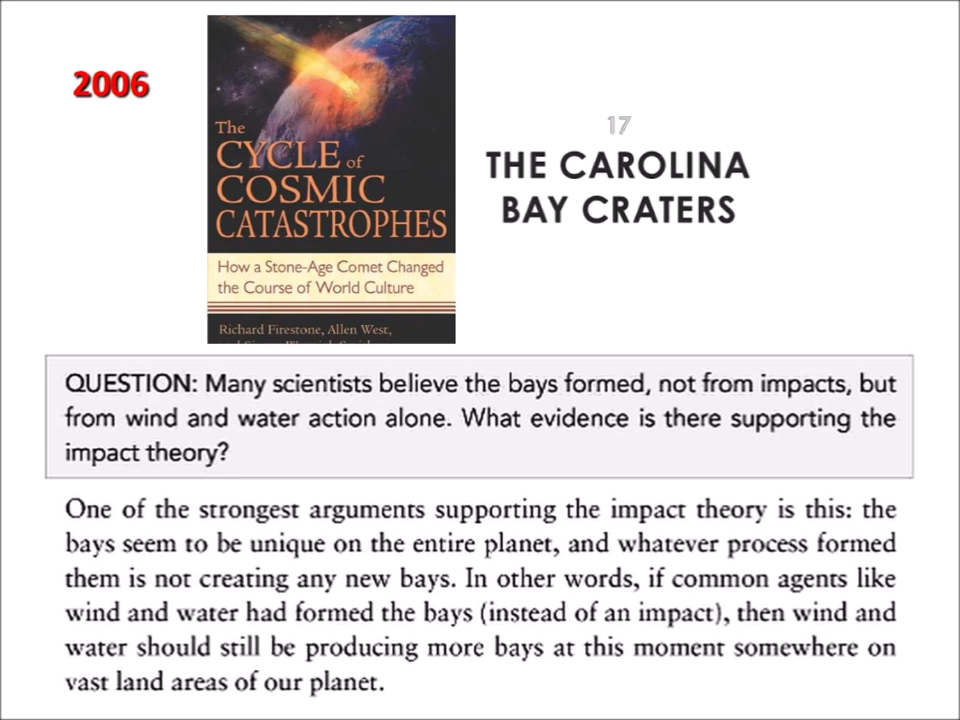 2006
The
CYCLE of
COSMIC
CATASTROPHES
How a Stone-Age Comet Changed
the Course of World Culture
Richard Firestone, Allen West,
17
THE CAROLINA
BAY CRATERS
QUESTION: Many scientists believe the bays formed, not from impacts, but
from wind and water action alone. What evidence is there supporting the
impact theory?
One of the strongest arguments supporting the impact theory is this: the
bays seem to be unique on the entire planet, and whatever process formed
them is not creating any new bays. In other words, if common agents like
wind and water had formed the bays (instead of an impact), then wind and
water should still be producing more bays at this moment somewhere on
vast land areas of our planet.